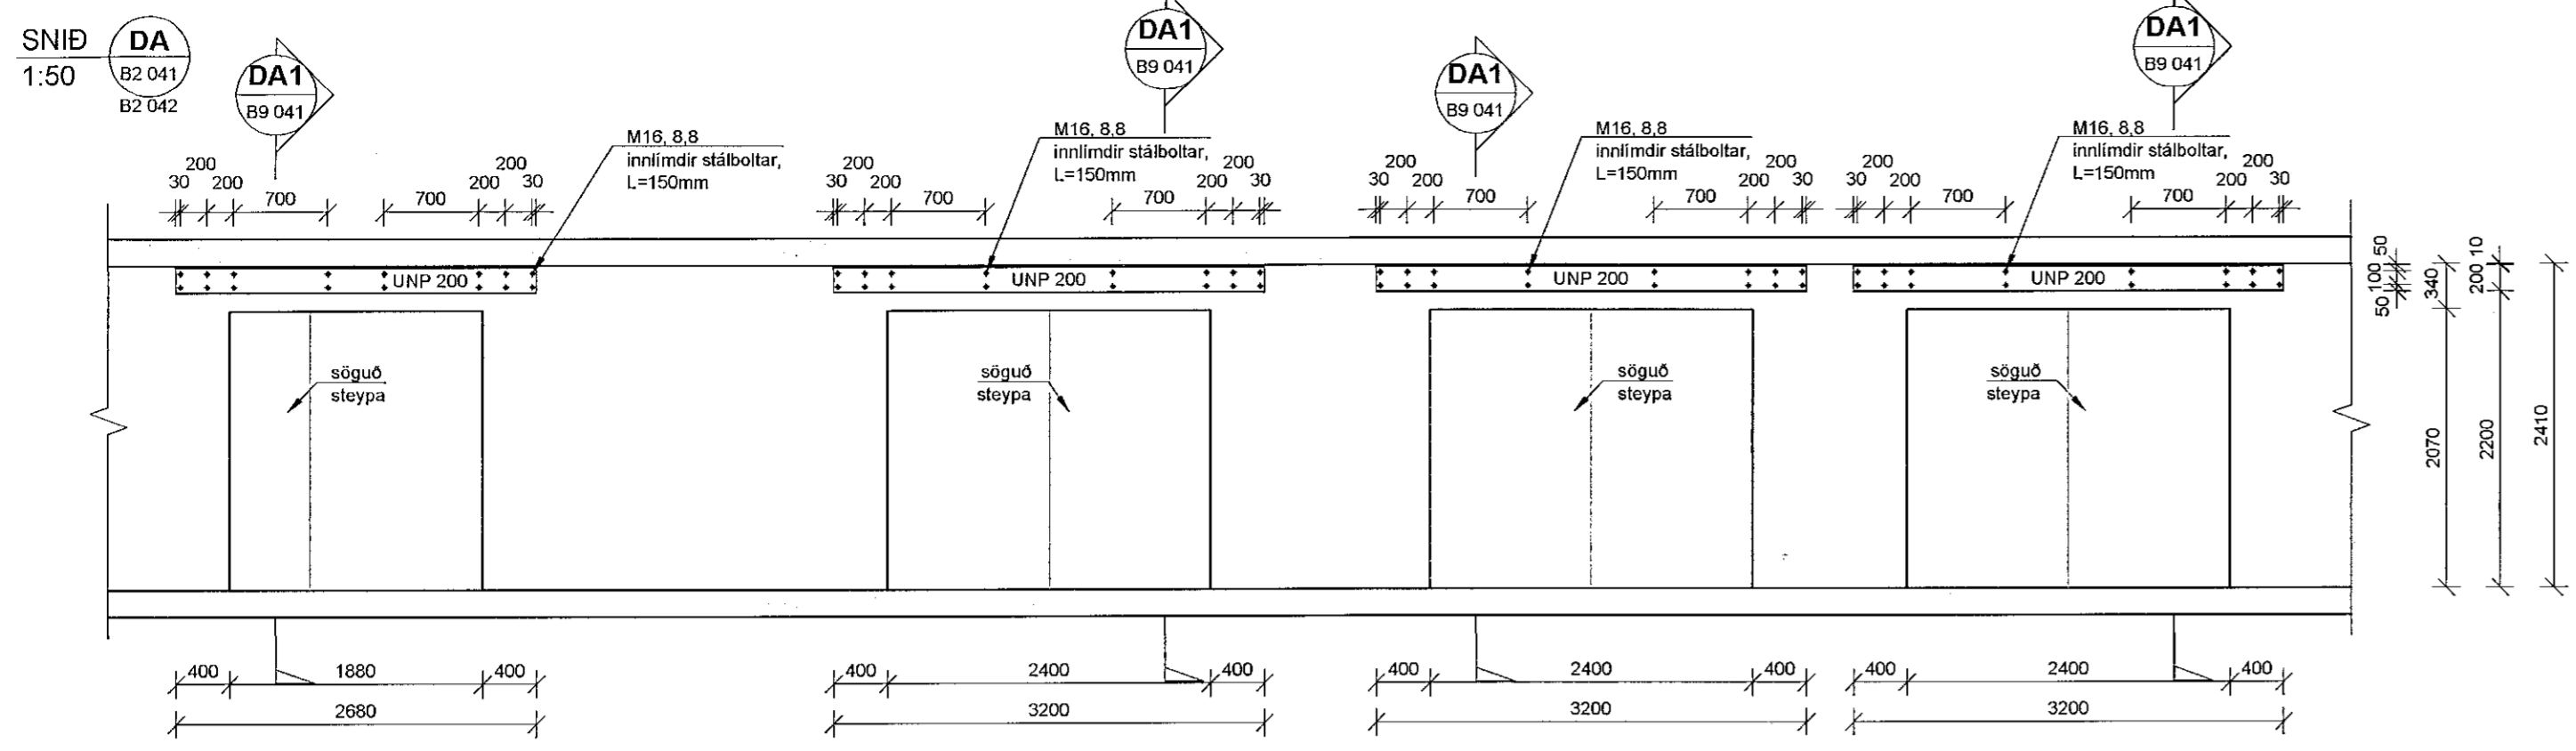 SNIÐ
1:50
DA
B2 041
B2 042
DA1
B9 041
DA1
B9 041
DA1
B9 041
DA1
B9 041
M16, 8,8
innlímdir stálboltar,
L=150mm
M16, 8,8
innlímdir stálboltar,
L=150mm
M16, 8,8
innlímdir stálboltar,
L=150mm
M16, 8,8
innlímdir stálboltar,
L=150mm
200 200
30 200 700 700 200 30
200 200
30 200 700 700 200 30
200 200
30 200 700 700 200 30
200 200
30 200 700 700 200 30
UNP 200
UNP 200
UNP 200
UNP 200
50
100
50
340
2070
10
200
2200
2410
söguð
steypa
söguð
steypa
söguð
steypa
söguð
steypa
400 1880 400
2680
400 2400 400
3200
400 2400 400
3200
400 2400 400
3200